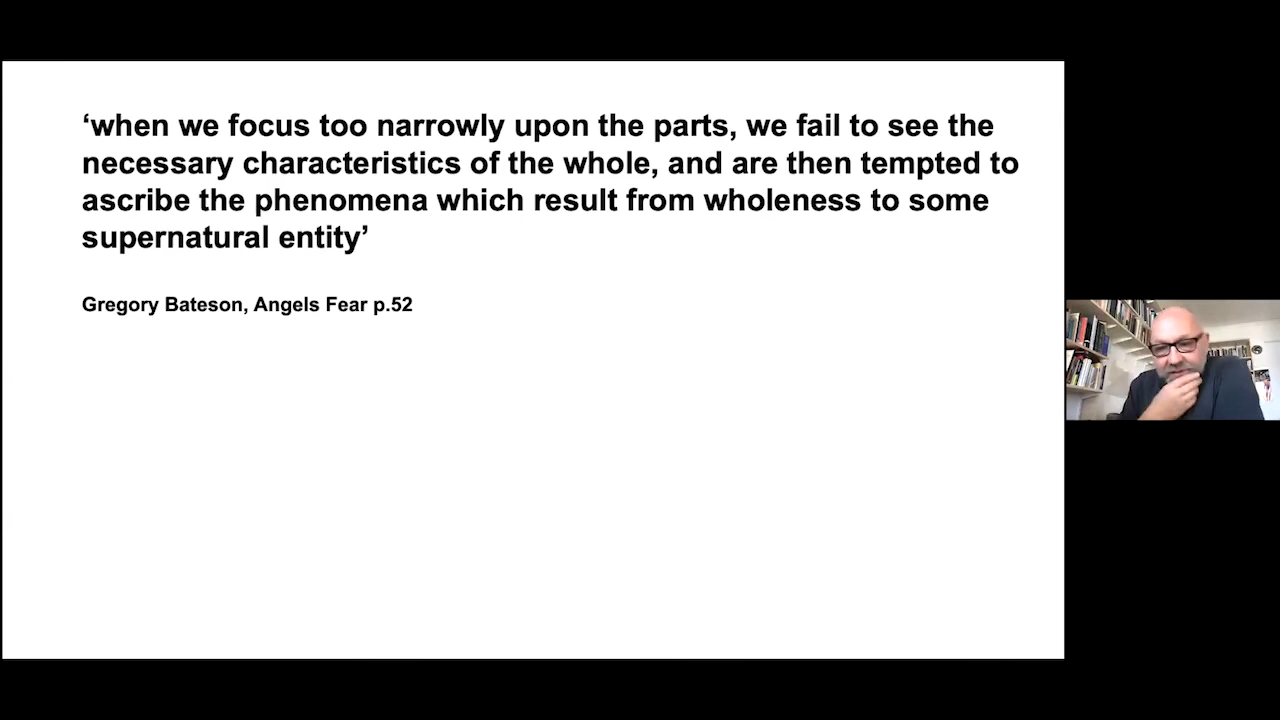 ‘when we focus too narrowly upon the parts, we fail to see the
necessary characteristics of the whole, and are then tempted to
ascribe the phenomena which result from wholeness to some
supernatural entity’
Gregory Bateson, Angels Fear p.52